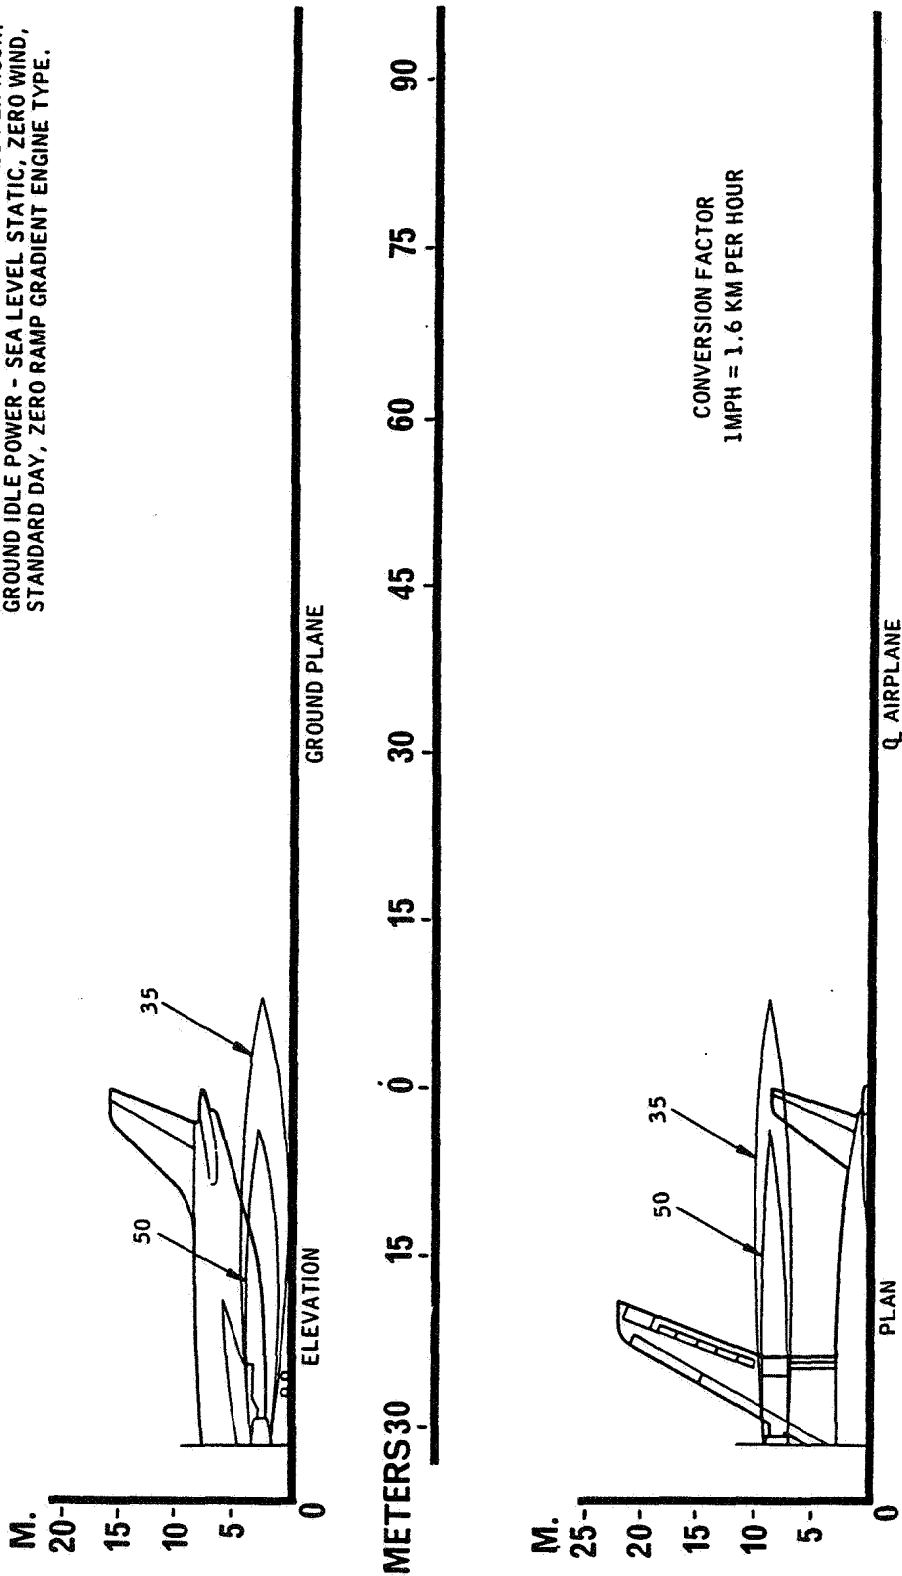 GROUND IDLE POWER - SEA LEVEL STATIC, ZERO WIND,
STANDARD DAY, ZERO RAMP GRADIENT ENGINE TYPE.
M.
20-
15-
10-
5-
0
50
35
ELEVATION
GROUND PLANE
METERS 30 15 0 15 30 45 60 75 90
CONVERSION FACTOR
1MPH = 1.6 KM PER HOUR
M.
25-
20-
15-
10-
5-
0
50
35
PLAN
℄ AIRPLANE